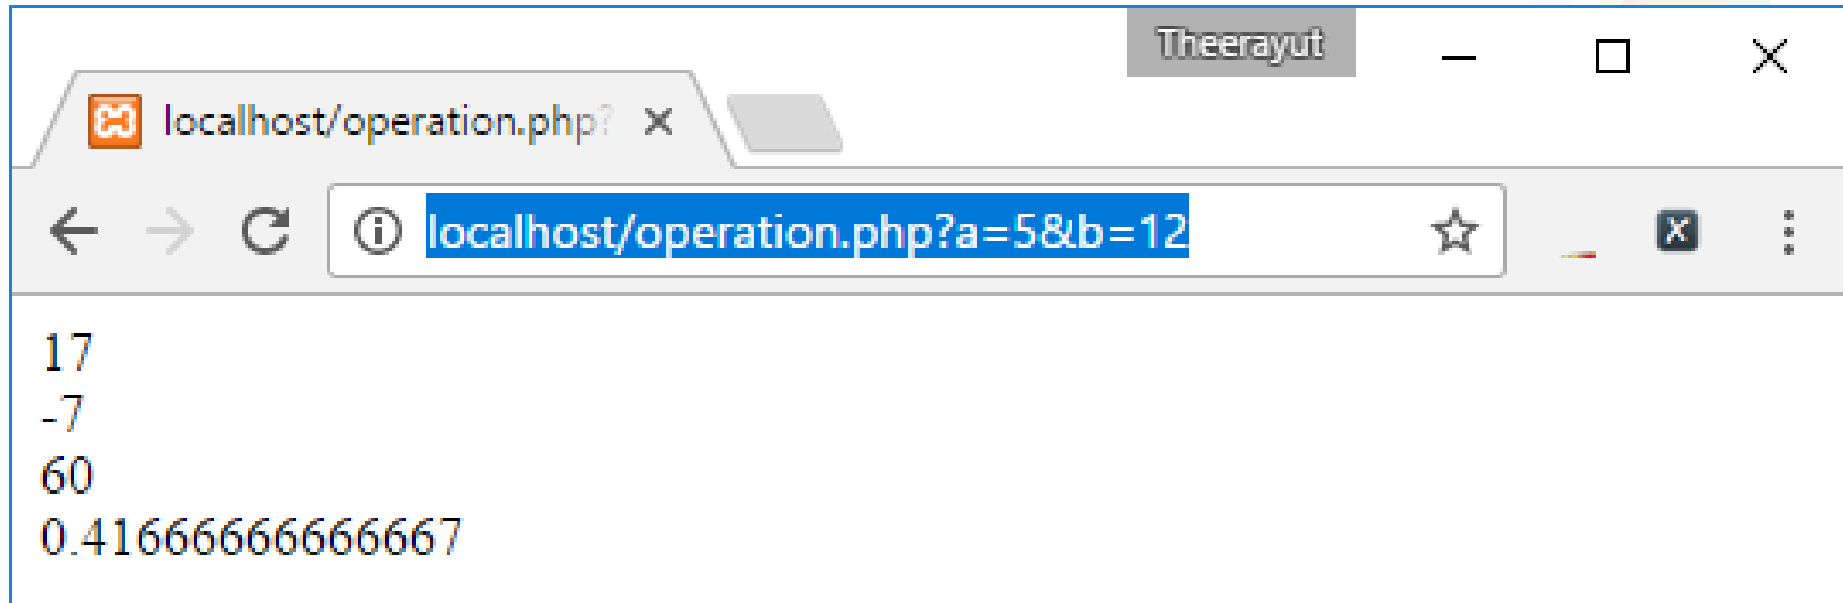 Theerayut
localhost/operation.php?
localhost/operation.php?a=5&b=12
17
-7
60
0.41666666666667